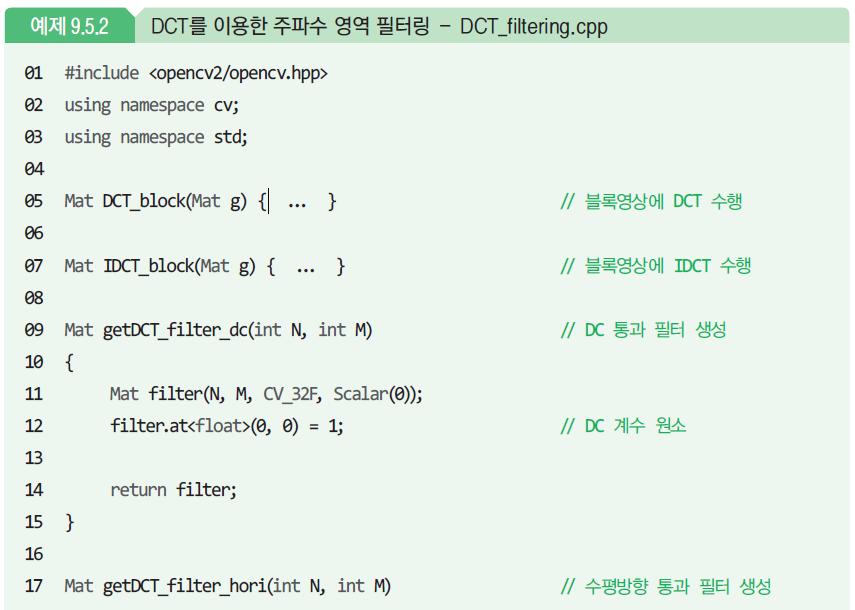 예제 9.5.2 DCT를 이용한 주파수 영역 필터링 - DCT_filtering.cpp
01 #include <opencv2/opencv.hpp>
02 using namespace cv;
03 using namespace std;
04
05 Mat DCT_block(Mat g) { ... } // 블록영상에 DCT 수행
06
07 Mat IDCT_block(Mat g) { ... } // 블록영상에 IDCT 수행
08
09 Mat getDCT_filter_dc(int N, int M) // DC 통과 필터 생성
10 {
11 Mat filter(N, M, CV_32F, Scalar(0));
12 filter.at<float>(0, 0) = 1; // DC 계수 원소
13
14 return filter;
15 }
16
17 Mat getDCT_filter_hori(int N, int M) // 수평방향 통과 필터 생성